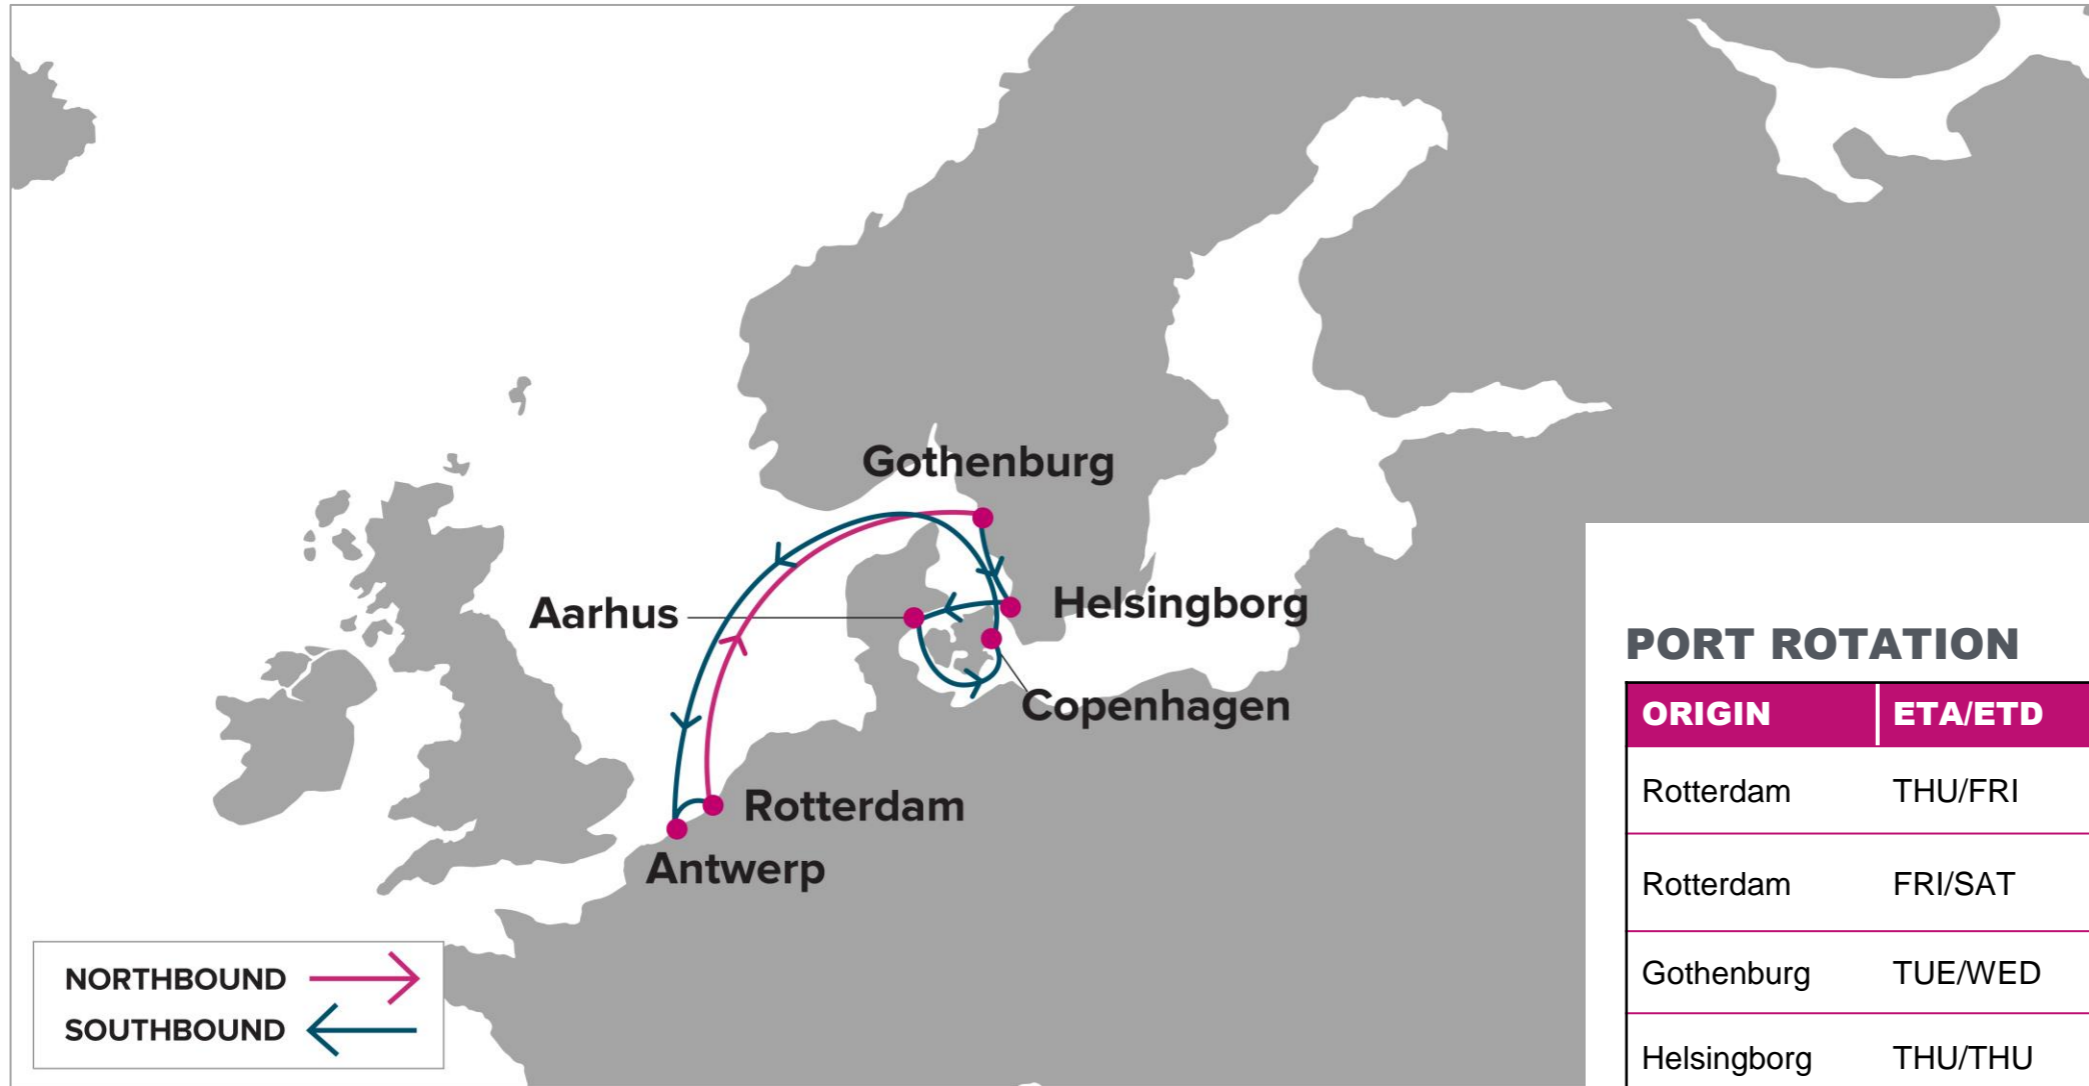 Gothenburg
Aarhus
Helsingborg
Copenhagen
Rotterdam
Antwerp
NORTHBOUND
SOUTHBOUND
PORT ROTATION
ORIGIN ETA/ETD
Rotterdam THU/FRI
Rotterdam FRI/SAT
Gothenburg TUE/WED
Helsingborg THU/THU